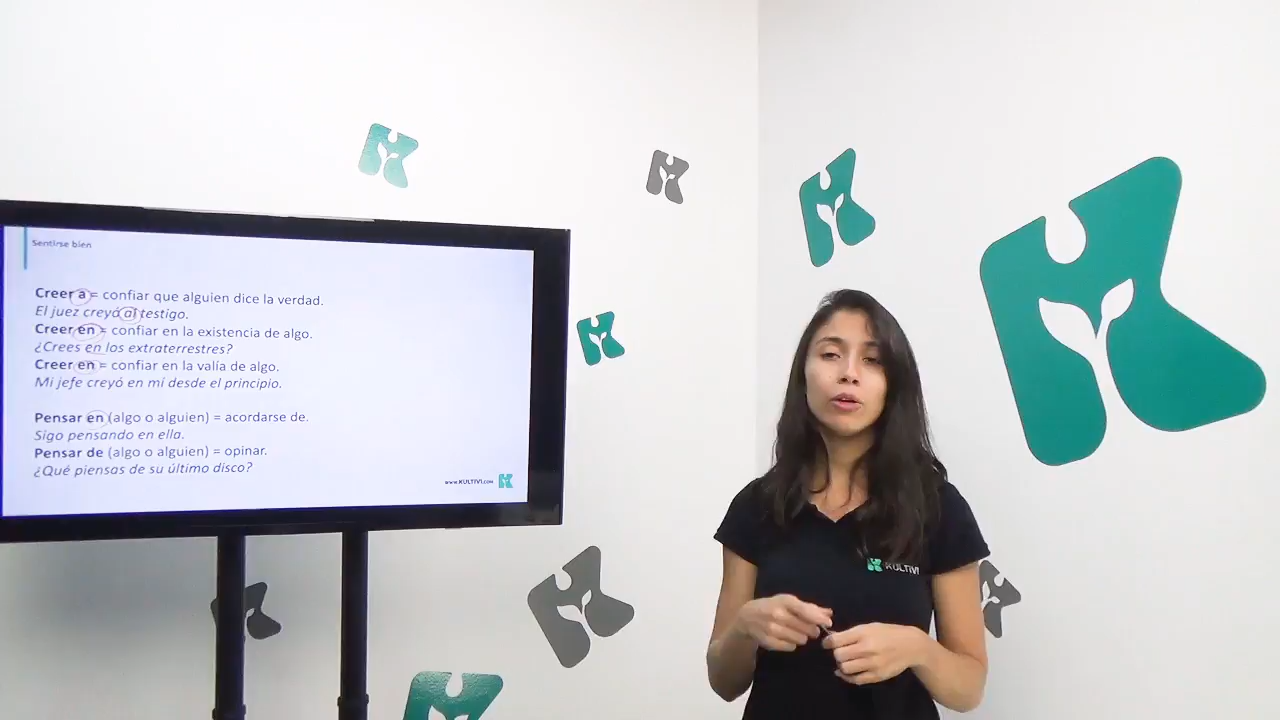 Sentirse bien
Creer a = confiar que alguien dice la verdad.
El juez creyó al testigo.
Creer en = confiar en la existencia de algo.
¿Crees en los extraterrestres?
Creer en = confiar en la valía de algo.
Mi jefe creyó en mí desde el principio.
Pensar en (algo o alguien) = acordarse de.
Sigo pensando en ella.
Pensar de (algo o alguien) = opinar.
¿Qué piensas de su último disco?
www.KULTIVI.COM
KULTIVI